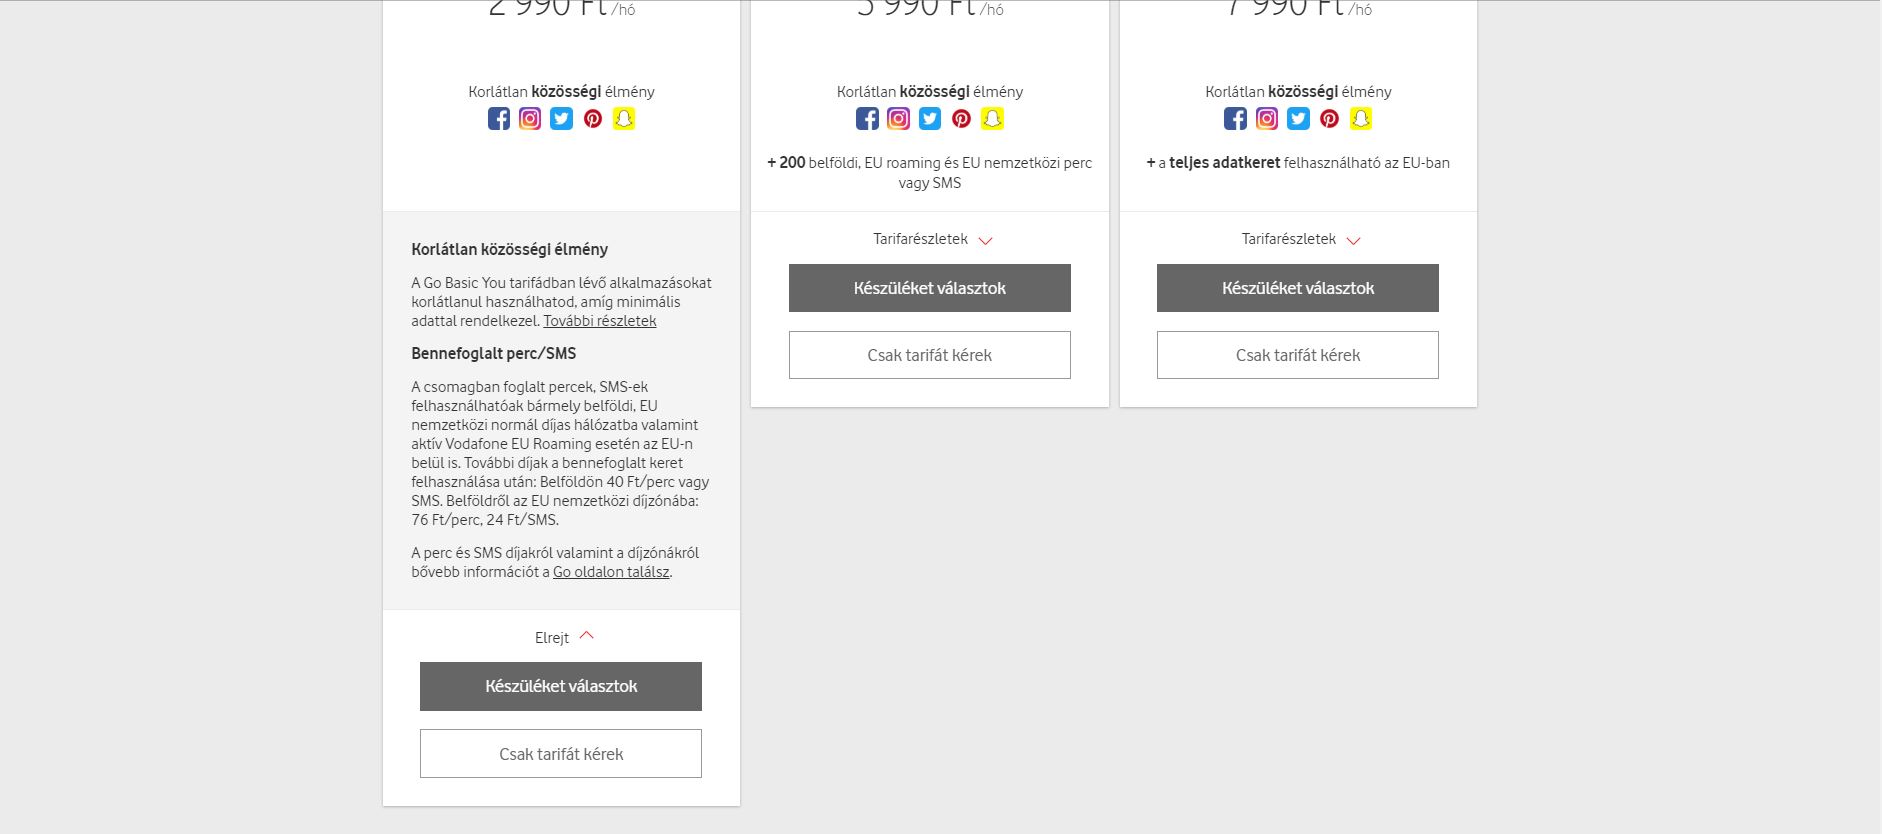 2 990 Ft /hó
Korlátlan közösségi élmény
Korlátlan közösségi élmény
A Go Basic You tarifádban lévő alkalmazásokat
korlátlanul használhatod, amíg minimális
adattal rendelkezel. További részletek
Bennefoglalt perc/SMS
A csomagban foglalt percek, SMS-ek
felhasználhatóak bármely belföldi, EU
nemzetközi normál díjas hálózatba valamint
aktív Vodafone EU Roaming esetén az EU-n
belül is. További díjak a bennefoglalt keret
felhasználása után: Belföldön 40 Ft/perc vagy
SMS. Belföldről az EU nemzetközi díjzónába:
76 Ft/perc, 24 Ft/SMS.
A perc és SMS díjakról valamint a díjzónákról
bővebb információt a Go oldalon találsz.
Elrejt
Készüléket választok
Csak tarifát kérek
990 Ft /hó
Korlátlan közösségi élmény
+ 200 belföldi, EU roaming és EU nemzetközi perc
vagy SMS
Tarifarészletek
Készüléket választok
Csak tarifát kérek
7 990 Ft /hó
Korlátlan közösségi élmény
+ a teljes adatkeret felhasználható az EU-ban
Tarifarészletek
Készüléket választok
Csak tarifát kérek